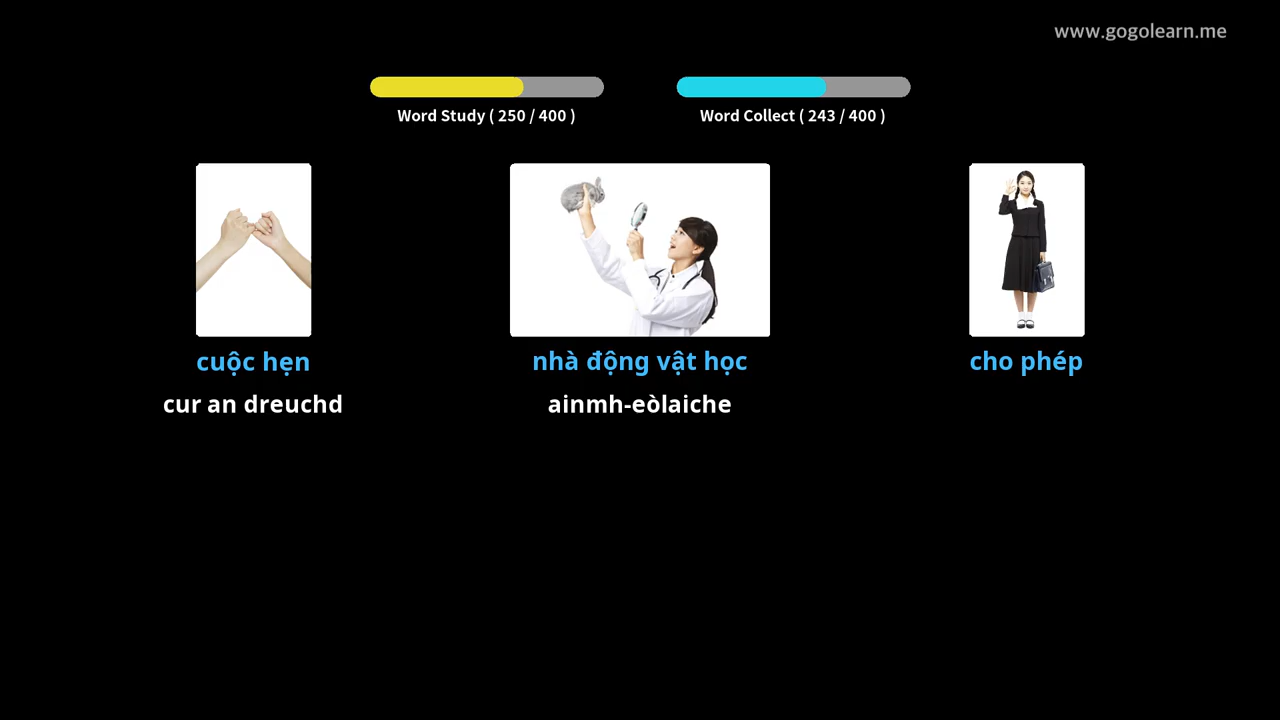 www.gogolearn.me
Word Study ( 250 / 400 )
Word Collect ( 243 / 400 )
cuộc hẹn
nhà động vật học
cho phép
cur an dreuchd
ainmh-eòlaiche